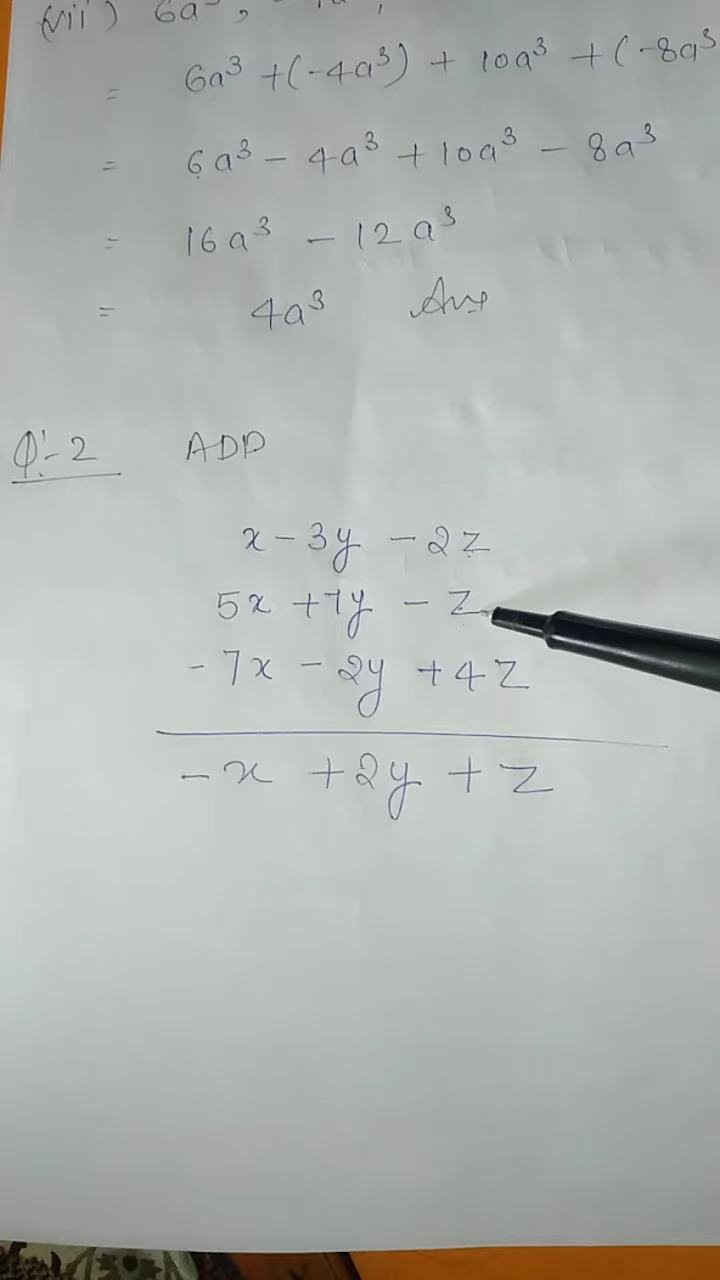 (vii) 6a³,
= 6a³ + (-4a³) + 10a³ + (-8a³
= 6a³ - 4a³ + 10a³ - 8a³
= 16a³ - 12a³
= 4a³ Ans
Q:-2 ADD
x - 3y - 2z
5x + 7y - z
- 7x - 2y + 4z
- x + 2y + z